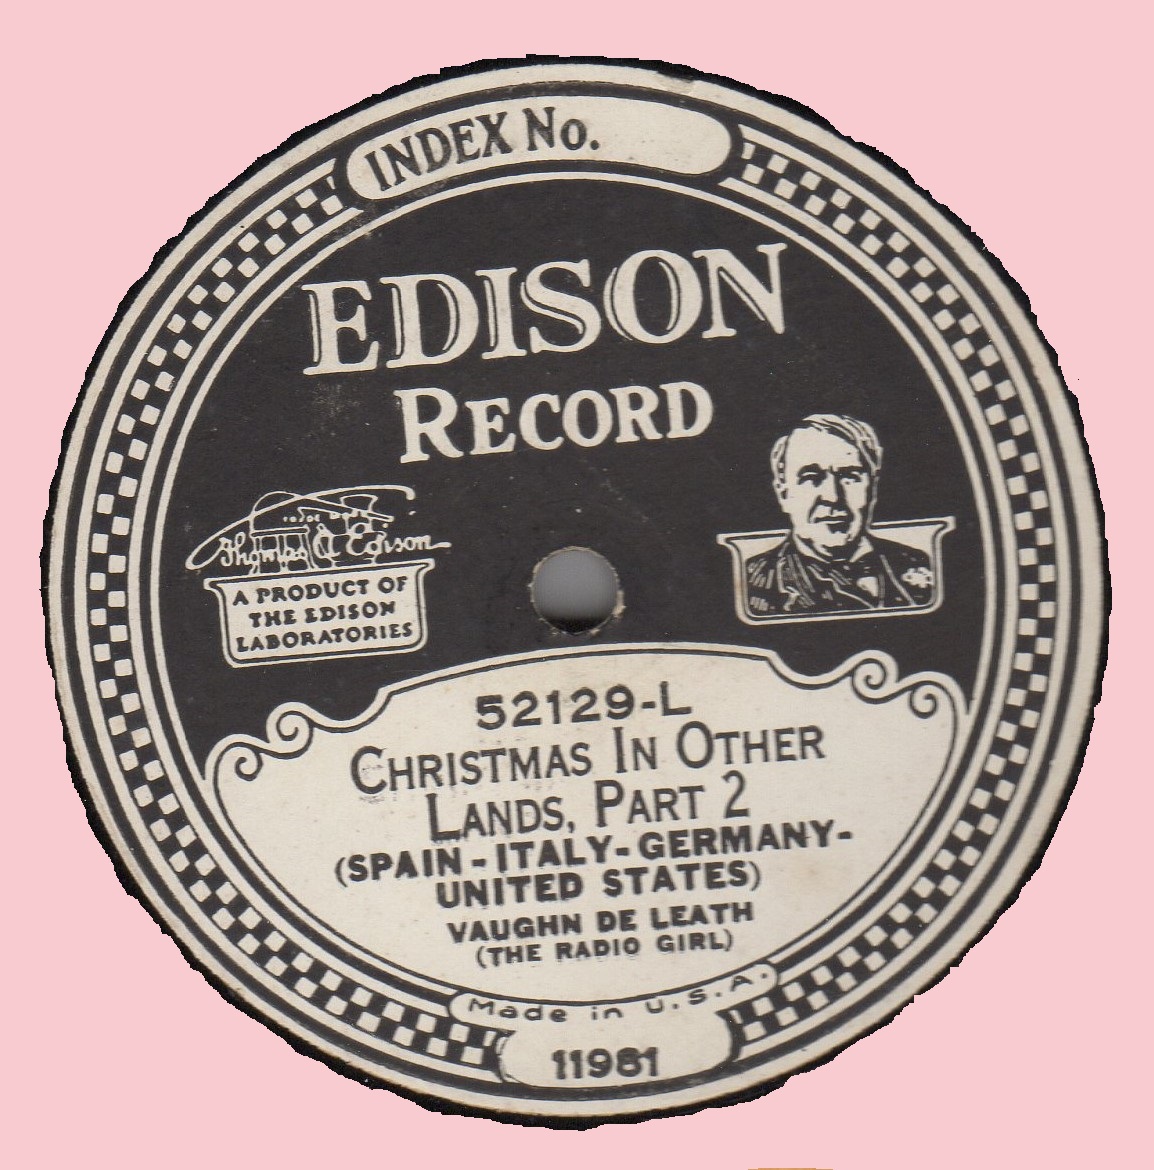 INDEX No.
EDISON
RECORD
Thomas A Edison
A PRODUCT OF
THE EDISON
LABORATORIES
52129-L
CHRISTMAS IN OTHER
LANDS, PART 2
(SPAIN-ITALY-GERMANY-
UNITED STATES)
VAUGHN DE LEATH
(THE RADIO GIRL)
Made in U.S.A.
11981